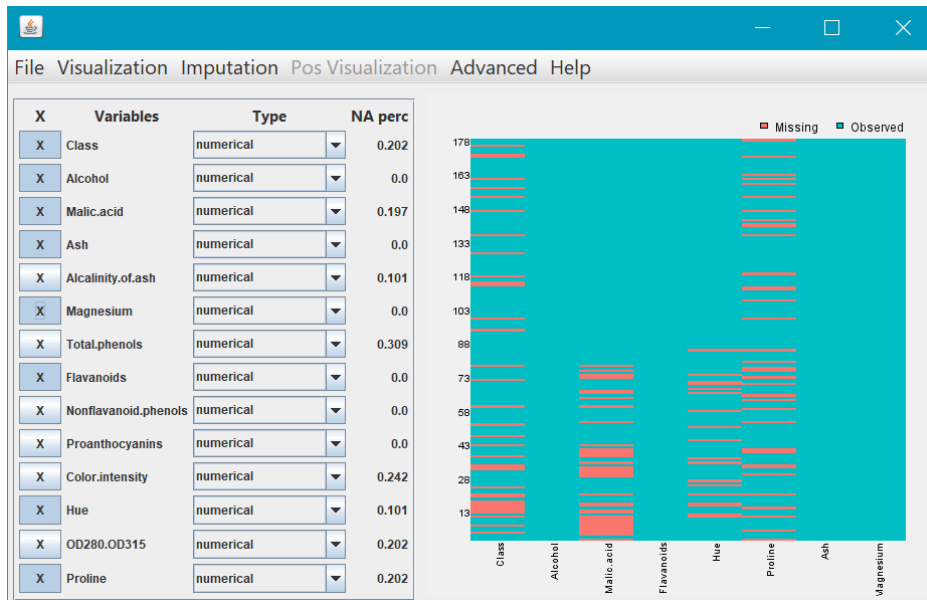 File Visualization Imputation Pos Visualization Advanced Help
X Variables Type NA perc
X Class numerical 0.202
X Alcohol numerical 0.0
X Malic.acid numerical 0.197
X Ash numerical 0.0
X Alcalinity.of.ash numerical 0.101
X Magnesium numerical 0.0
X Total.phenols numerical 0.309
X Flavanoids numerical 0.0
X Nonflavanoid.phenols numerical 0.0
X Proanthocyanins numerical 0.0
X Color.intensity numerical 0.242
X Hue numerical 0.101
X OD280.OD315 numerical 0.202
X Proline numerical 0.202
Missing Observed
178
163
148
133
118
103
88
73
58
43
28
13
Class
Alcohol
Malic.acid
Flavanoids
Hue
Proline
Ash
Magnesium